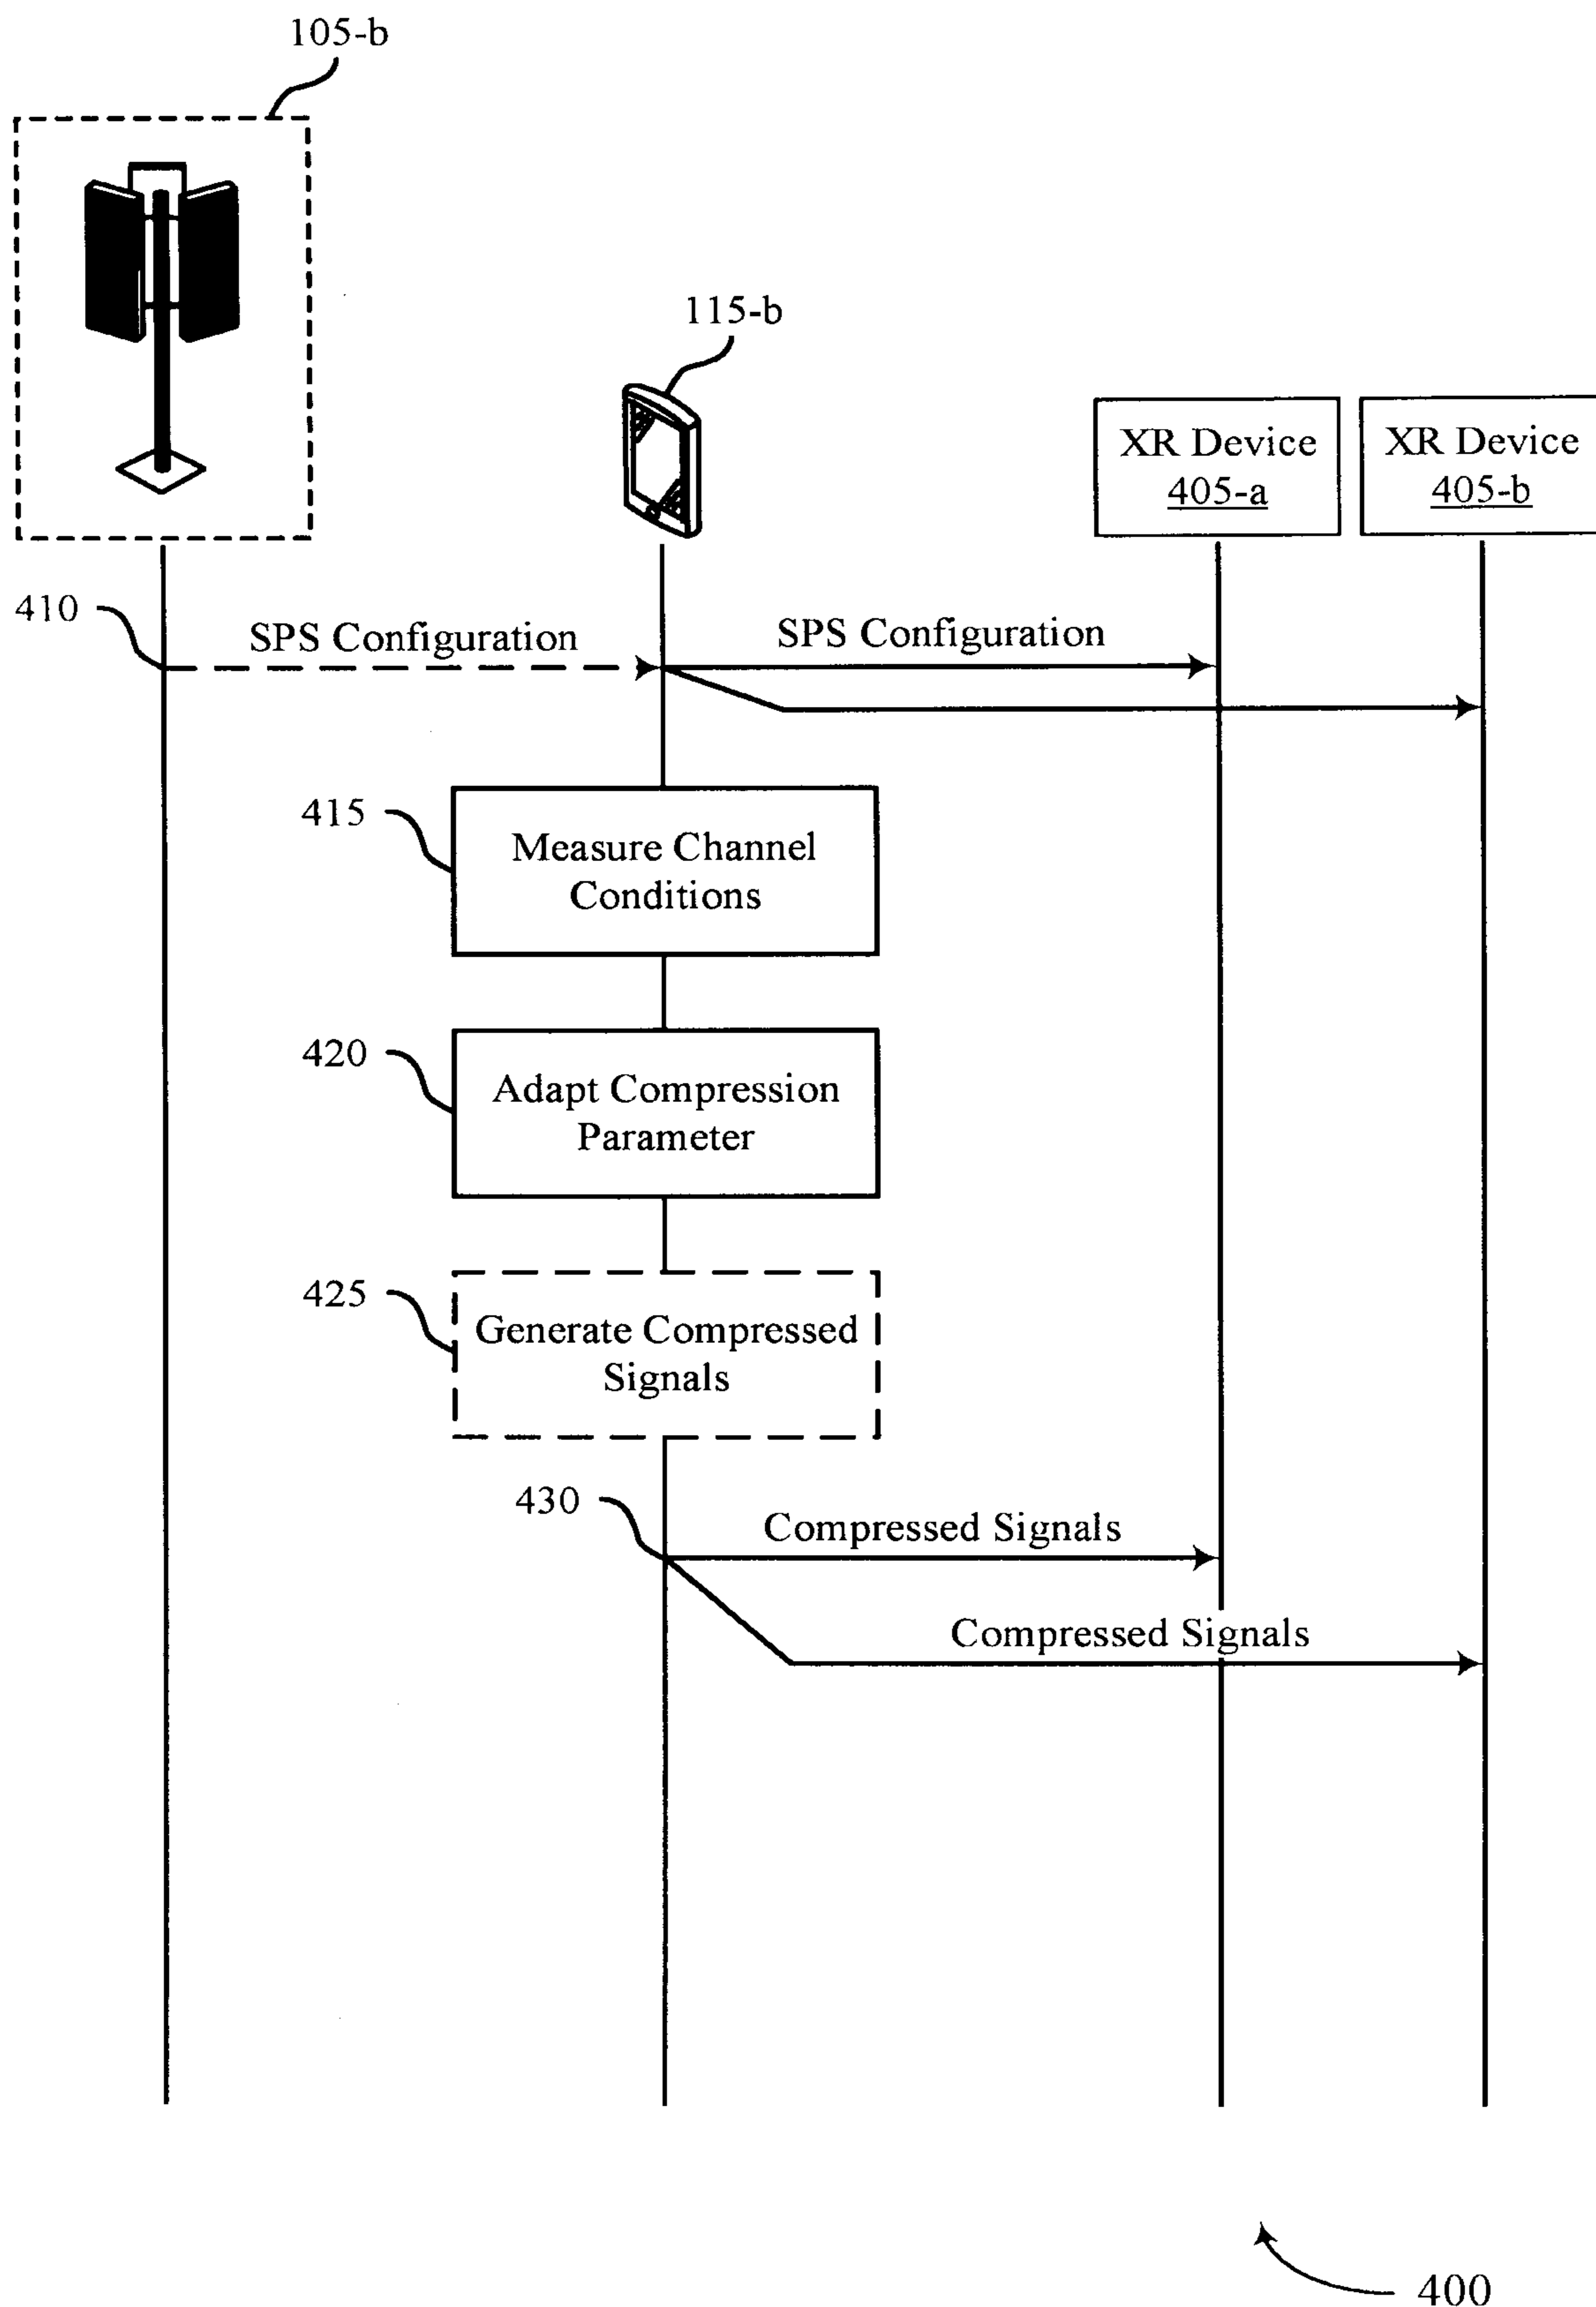 105-b
115-b
XR Device
405-a
XR Device
405-b
410
SPS Configuration
SPS Configuration
415
Measure Channel
Conditions
420
Adapt Compression
Parameter
425
Generate Compressed
Signals
430
Compressed Signals
Compressed Signals
400